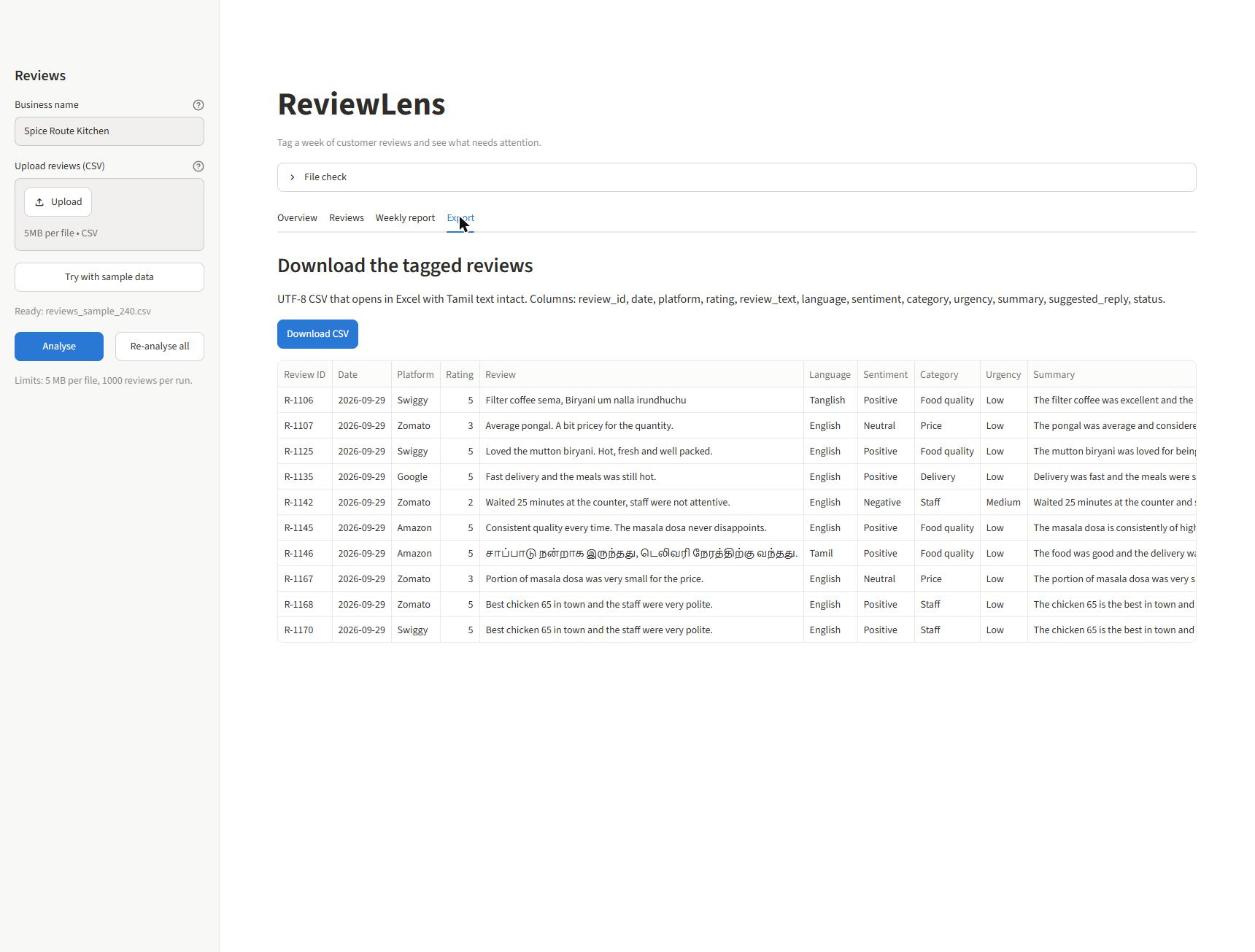 Reviews
Business name
Spice Route Kitchen
Upload reviews (CSV)
Upload
5MB per file • CSV
Try with sample data
Ready: reviews_sample_240.csv
Analyse Re-analyse all
Limits: 5 MB per file, 1000 reviews per run.
ReviewLens
Tag a week of customer reviews and see what needs attention.
File check
Overview Reviews Weekly report Export
Download the tagged reviews
UTF-8 CSV that opens in Excel with Tamil text intact. Columns: review_id, date, platform, rating, review_text, language, sentiment, category, urgency, summary, suggested_reply, status.
Download CSV
Review ID Date Platform Rating Review Language Sentiment Category Urgency Summary
R-1106 2026-09-29 Swiggy 5 Filter coffee sema, Biryani um nalla irundhuchu Tanglish Positive Food quality Low The filter coffee was excellent and the
R-1107 2026-09-29 Zomato 3 Average pongal. A bit pricey for the quantity. English Neutral Price Low The pongal was average and considere
R-1125 2026-09-29 Swiggy 5 Loved the mutton biryani. Hot, fresh and well packed. English Positive Food quality Low The mutton biryani was loved for being
R-1135 2026-09-29 Google 5 Fast delivery and the meals was still hot. English Positive Delivery Low Delivery was fast and the meals were s
R-1142 2026-09-29 Zomato 2 Waited 25 minutes at the counter, staff were not attentive. English Negative Staff Medium Waited 25 minutes at the counter and s
R-1145 2026-09-29 Amazon 5 Consistent quality every time. The masala dosa never disappoints. English Positive Food quality Low The masala dosa is consistently of high
R-1146 2026-09-29 Amazon 5 சாப்பாடு நன்றாக இருந்தது, டெலிவரி நேரத்திற்கு வந்தது. Tamil Positive Food quality Low The food was good and the delivery wa
R-1167 2026-09-29 Zomato 3 Portion of masala dosa was very small for the price. English Neutral Price Low The portion of masala dosa was very s
R-1168 2026-09-29 Zomato 5 Best chicken 65 in town and the staff were very polite. English Positive Staff Low The chicken 65 is the best in town and
R-1170 2026-09-29 Swiggy 5 Best chicken 65 in town and the staff were very polite. English Positive Staff Low The chicken 65 is the best in town and